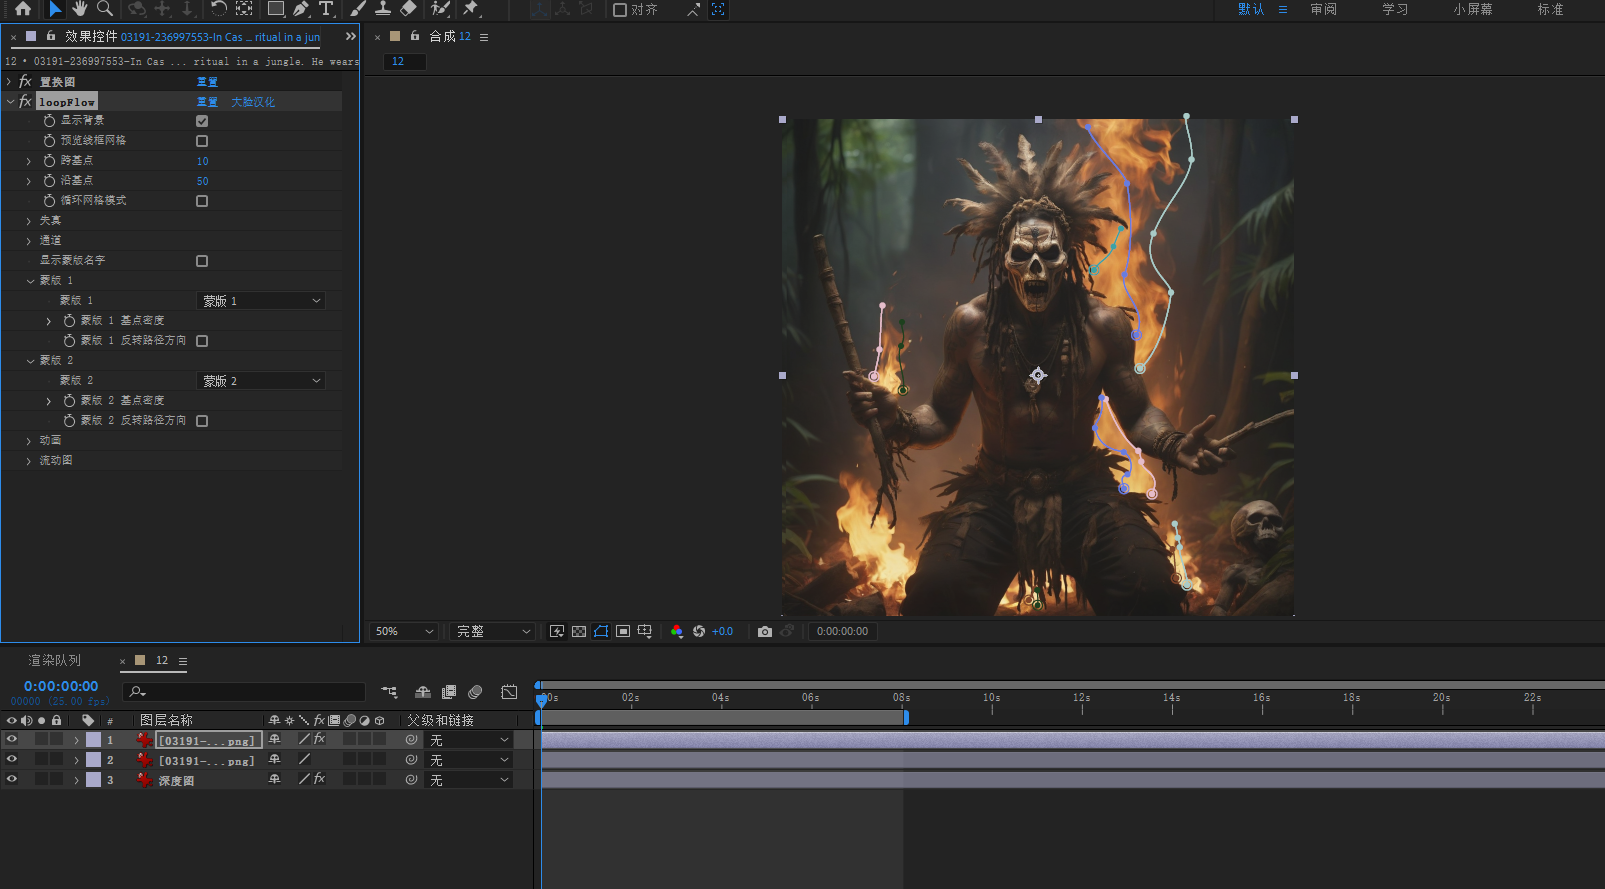 对齐
默认
审阅
学习
小屏幕
标准
× 效果控件 03191-236997553-In Cas ... ritual in a jun
12 • 03191-236997553-In Cas ... ritual in a jungle. He wears
fx 置换图 重置
fx loopFlow 重置 大脸汉化
显示背景
预览线框网格
跨基点 10
沿基点 50
循环网格模式
失真
通道
显示蒙版名字
蒙版 1
蒙版 1 蒙版 1
蒙版 1 基点密度
蒙版 1 反转路径方向
蒙版 2
蒙版 2 蒙版 2
蒙版 2 基点密度
蒙版 2 反转路径方向
动画
流动图
× 合成 12
12
50% 完整 +0.0 0:00:00:00
渲染队列 × 12
0:00:00:00
00000 (25.00 fps)
:00s 02s 04s 06s 08s 10s 12s 14s 16s 18s 20s 22s
# 图层名称 fx 父级和链接
1 [03191-...png] fx 无
2 [03191-...png] 无
3 深度图 fx 无